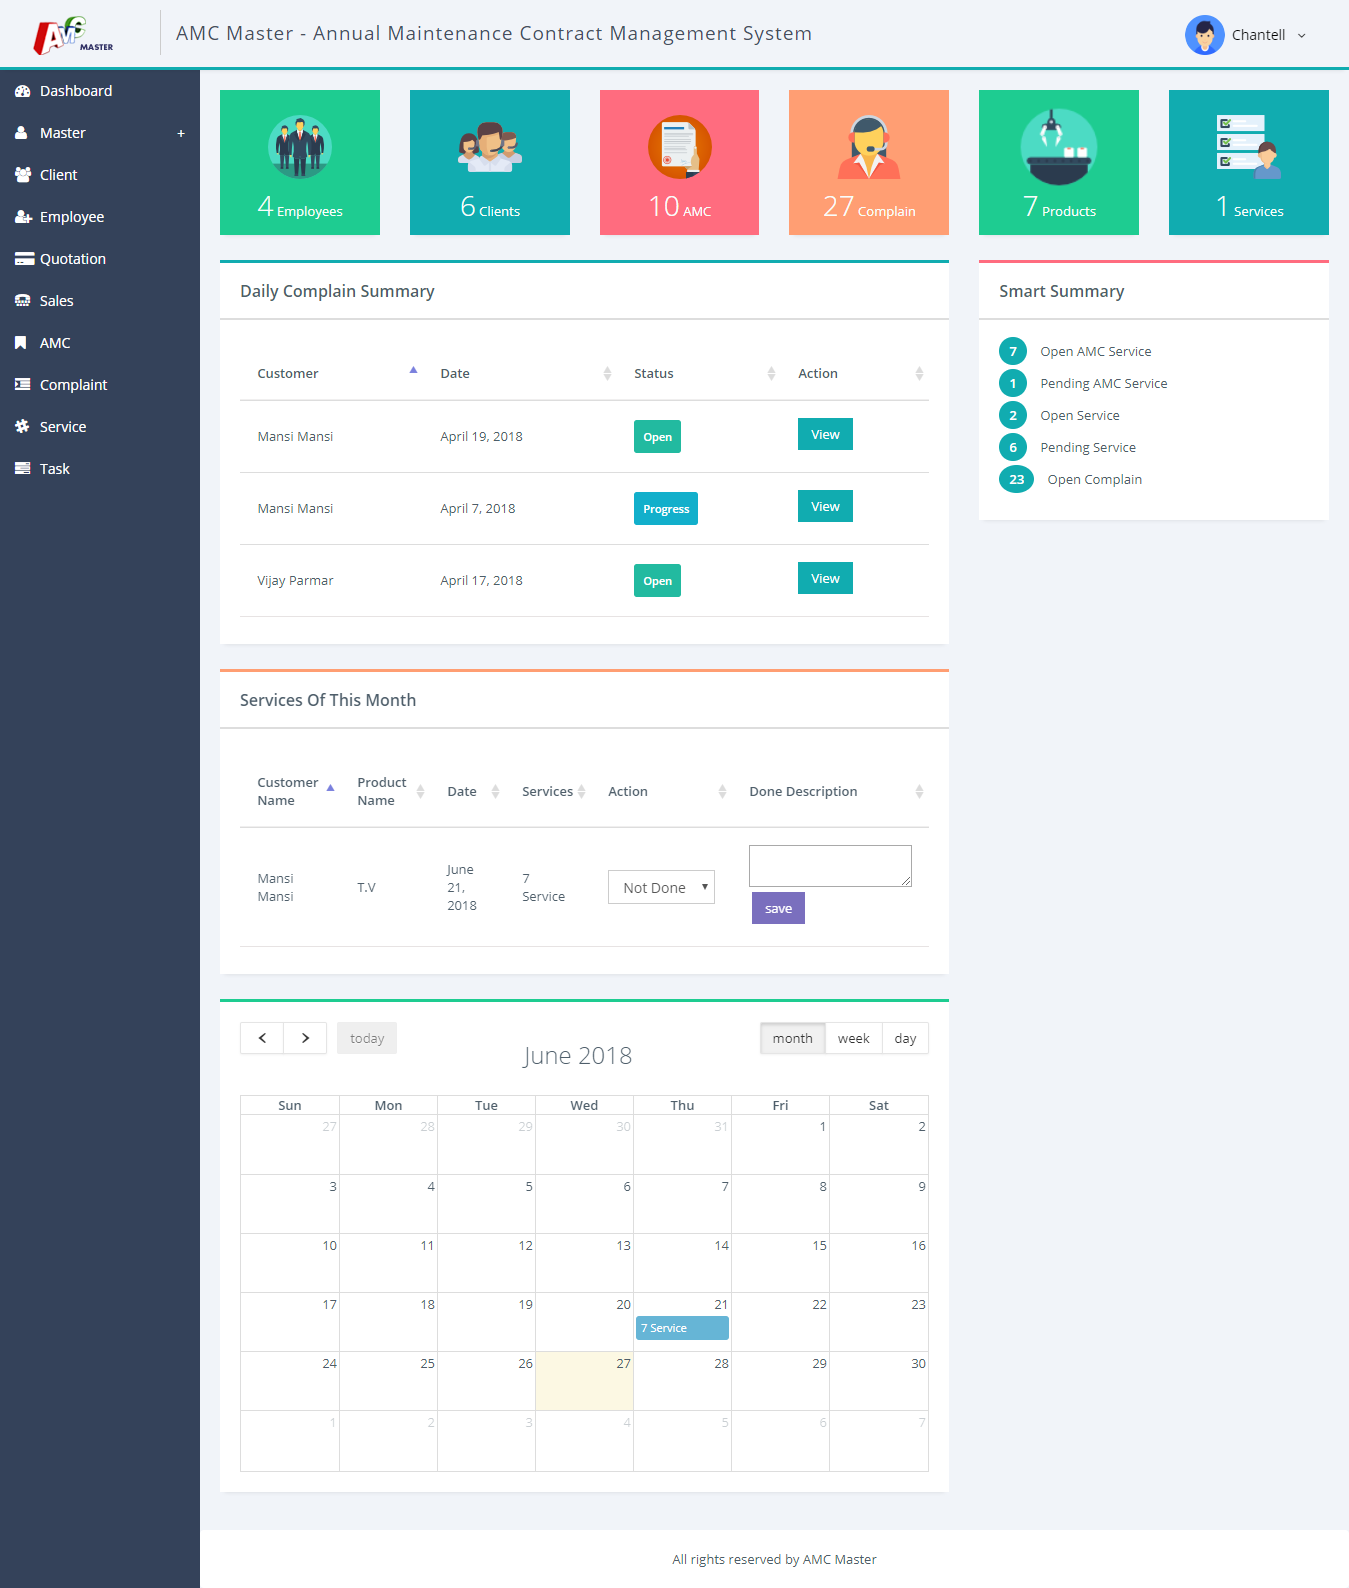 AMC MASTER
AMC Master - Annual Maintenance Contract Management System
Chantell
Dashboard
Master +
Client
Employee
Quotation
Sales
AMC
Complaint
Service
Task
4 Employees
6 Clients
10 AMC
27 Complain
7 Products
1 Services
Daily Complain Summary
Customer Date Status Action
Mansi Mansi April 19, 2018 Open View
Mansi Mansi April 7, 2018 Progress View
Vijay Parmar April 17, 2018 Open View
Smart Summary
7 Open AMC Service
1 Pending AMC Service
2 Open Service
6 Pending Service
23 Open Complain
Services Of This Month
Customer Name Product Name Date Services Action Done Description
Mansi Mansi T.V June 21, 2018 7 Service Not Done
save
today
June 2018
month week day
Sun Mon Tue Wed Thu Fri Sat
27 28 29 30 31 1 2
3 4 5 6 7 8 9
10 11 12 13 14 15 16
17 18 19 20 21 22 23
7 Service
24 25 26 27 28 29 30
1 2 3 4 5 6 7
All rights reserved by AMC Master